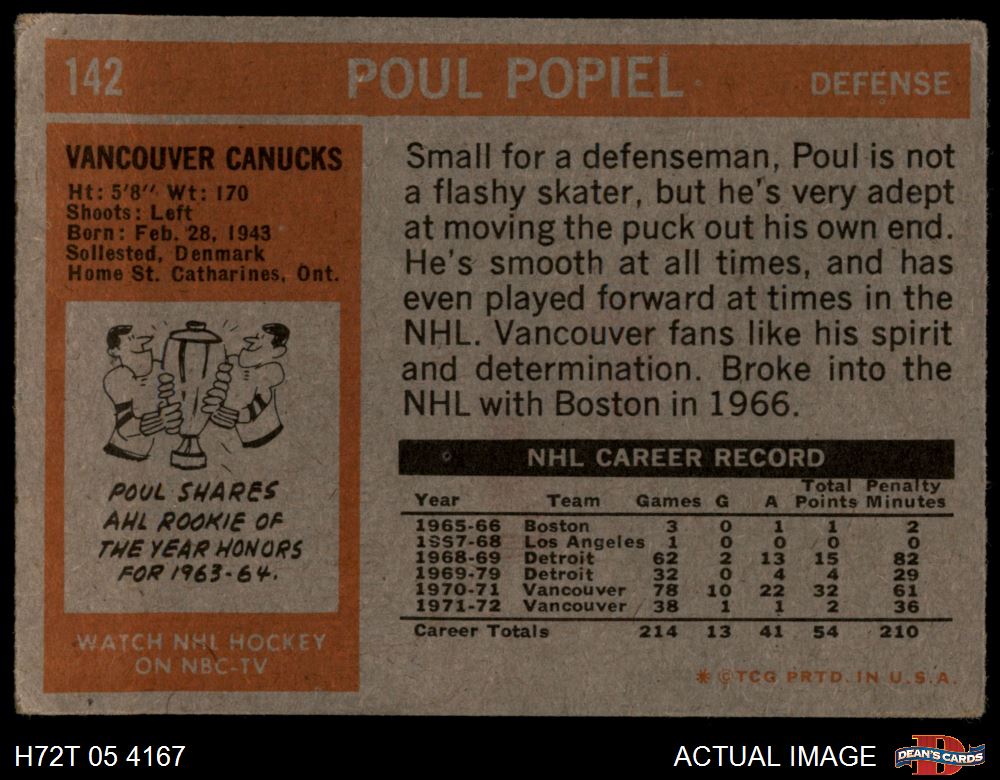 142 POUL POPIEL DEFENSE
VANCOUVER CANUCKS
Ht: 5'8" Wt: 170
Shoots: Left
Born: Feb. 28, 1943
Sollested, Denmark
Home St. Catharines, Ont.
POUL SHARES
AHL ROOKIE OF
THE YEAR HONORS
FOR 1963-64.
WATCH NHL HOCKEY
ON NBC-TV
Small for a defenseman, Poul is not
a flashy skater, but he's very adept
at moving the puck out his own end.
He's smooth at all times, and has
even played forward at times in the
NHL. Vancouver fans like his spirit
and determination. Broke into the
NHL with Boston in 1966.
NHL CAREER RECORD
Year Team Games G A Total Points Penalty Minutes
1965-66 Boston 3 0 1 1 2
1967-68 Los Angeles 1 0 0 0 0
1968-69 Detroit 62 2 13 15 82
1969-79 Detroit 32 0 4 4 29
1970-71 Vancouver 78 10 22 32 61
1971-72 Vancouver 38 1 1 2 36
Career Totals 214 13 41 54 210
* ©TCG PRTD. IN U.S.A.
H72T 05 4167
ACTUAL IMAGE
DEAN'S CARDS